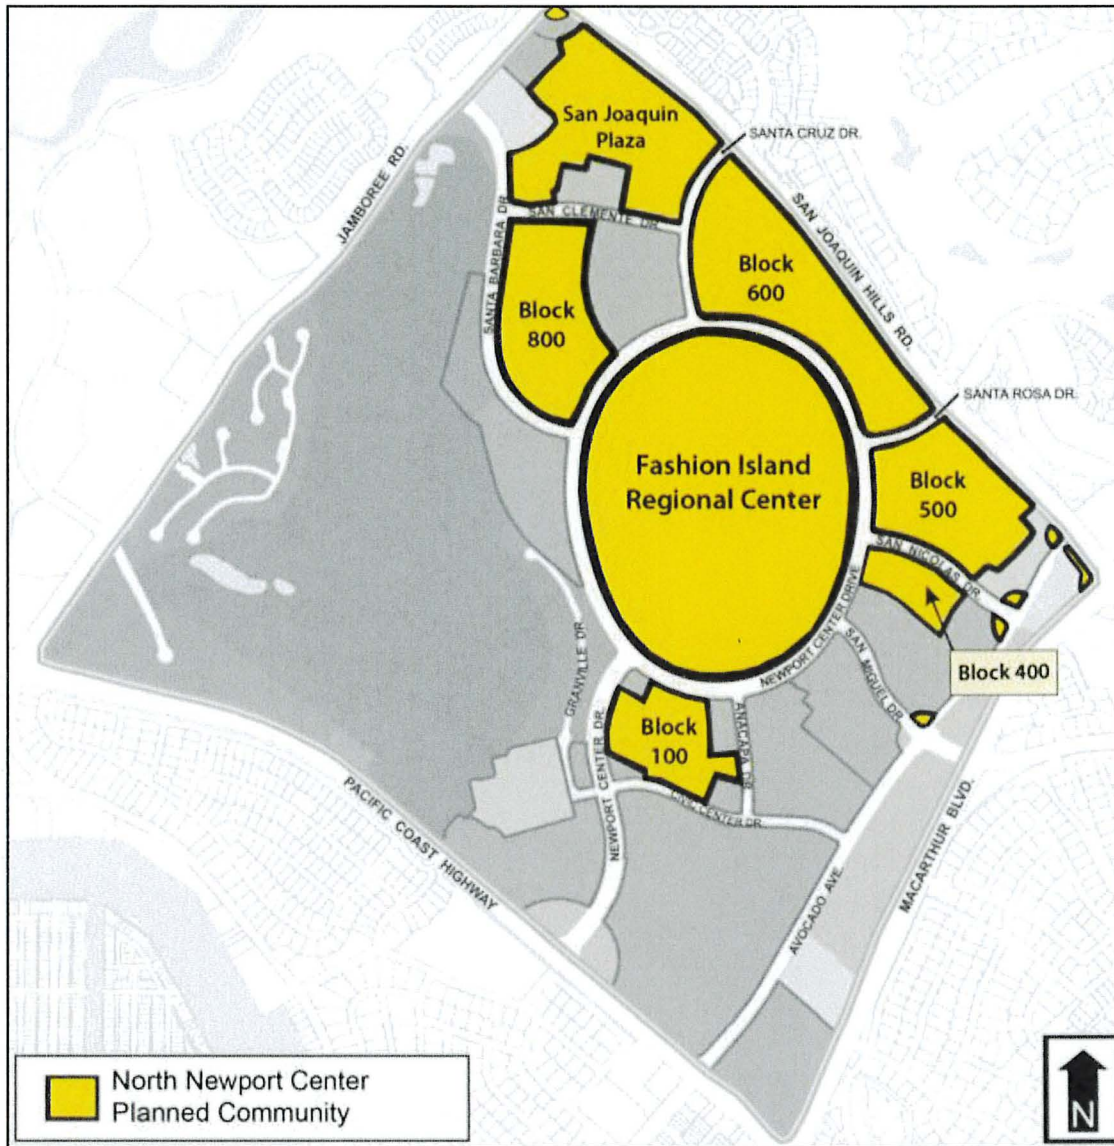 San Joaquin
Plaza
SANTA CRUZ DR.
JAMBOREE RD.
SAN JOAQUIN HILLS RD.
SAN CLEMENTE DR.
SANTA BARBARA DR.
Block
600
Block
800
SANTA ROSA DR.
Fashion Island
Regional Center
Block
500
SAN NICOLAS DR.
NEWPORT CENTER DRIVE
SAN MIGUEL DR.
Block 400
GRANVILLE DR.
Block
100
ANACAPA DR.
NEWPORT CENTER DR.
CIVIC CENTER DR.
PACIFIC COAST HIGHWAY
AVOCADO AVE.
MACARTHUR BLVD.
North Newport Center
Planned Community
N